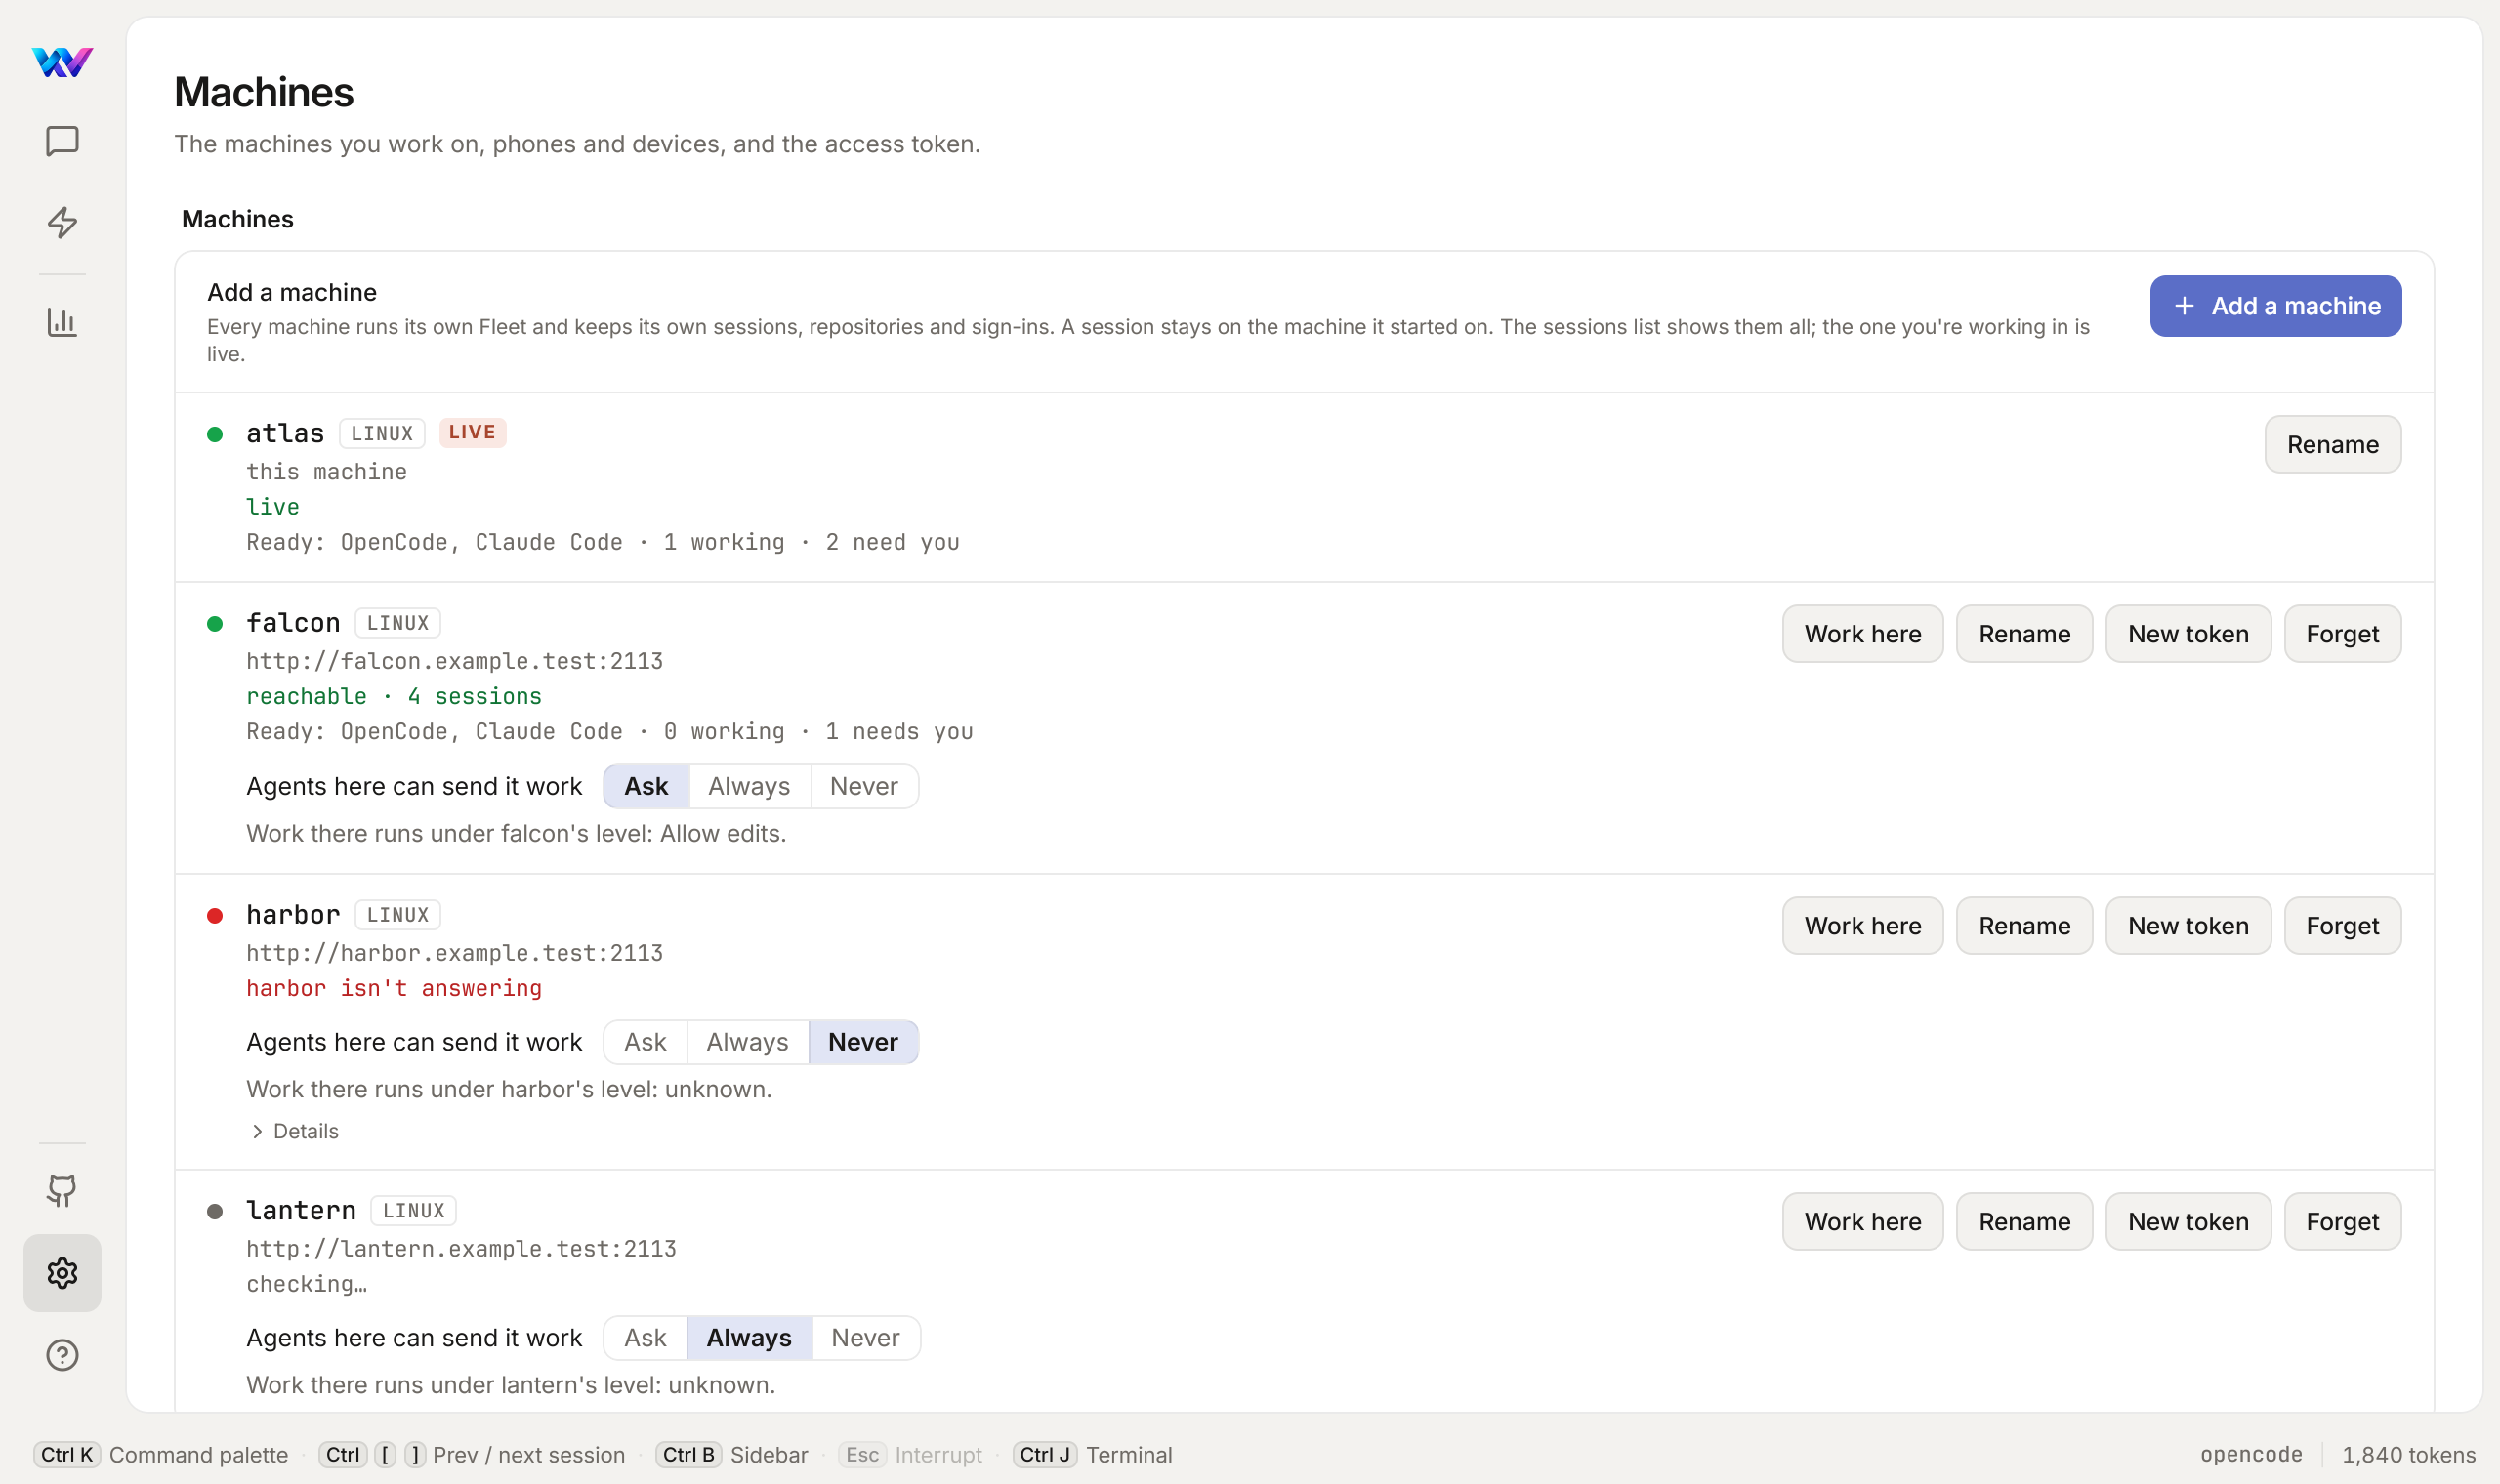 Machines
The machines you work on, phones and devices, and the access token.
Machines
Add a machine
Every machine runs its own Fleet and keeps its own sessions, repositories and sign-ins. A session stays on the machine it started on. The sessions list shows them all; the one you're working in is
live.
+ Add a machine
atlas LINUX LIVE
Rename
this machine
live
Ready: OpenCode, Claude Code · 1 working · 2 need you
falcon LINUX
Work here Rename New token Forget
http://falcon.example.test:2113
reachable · 4 sessions
Ready: OpenCode, Claude Code · 0 working · 1 needs you
Agents here can send it work Ask Always Never
Work there runs under falcon's level: Allow edits.
harbor LINUX
Work here Rename New token Forget
http://harbor.example.test:2113
harbor isn't answering
Agents here can send it work Ask Always Never
Work there runs under harbor's level: unknown.
Details
lantern LINUX
Work here Rename New token Forget
http://lantern.example.test:2113
checking…
Agents here can send it work Ask Always Never
Work there runs under lantern's level: unknown.
Ctrl K Command palette · Ctrl [ ] Prev / next session · Ctrl B Sidebar · Esc Interrupt · Ctrl J Terminal
opencode 1,840 tokens